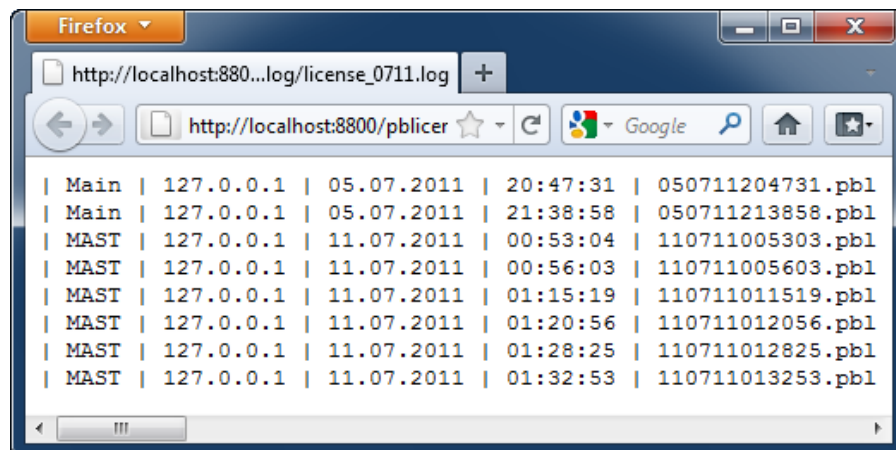 Firefox
http://localhost:880...log/license_0711.log
http://localhost:8800/pblicer
Google
| Main | 127.0.0.1 | 05.07.2011 | 20:47:31 | 050711204731.pbl
| Main | 127.0.0.1 | 05.07.2011 | 21:38:58 | 050711213858.pbl
| MAST | 127.0.0.1 | 11.07.2011 | 00:53:04 | 110711005303.pbl
| MAST | 127.0.0.1 | 11.07.2011 | 00:56:03 | 110711005603.pbl
| MAST | 127.0.0.1 | 11.07.2011 | 01:15:19 | 110711011519.pbl
| MAST | 127.0.0.1 | 11.07.2011 | 01:20:56 | 110711012056.pbl
| MAST | 127.0.0.1 | 11.07.2011 | 01:28:25 | 110711012825.pbl
| MAST | 127.0.0.1 | 11.07.2011 | 01:32:53 | 110711013253.pbl